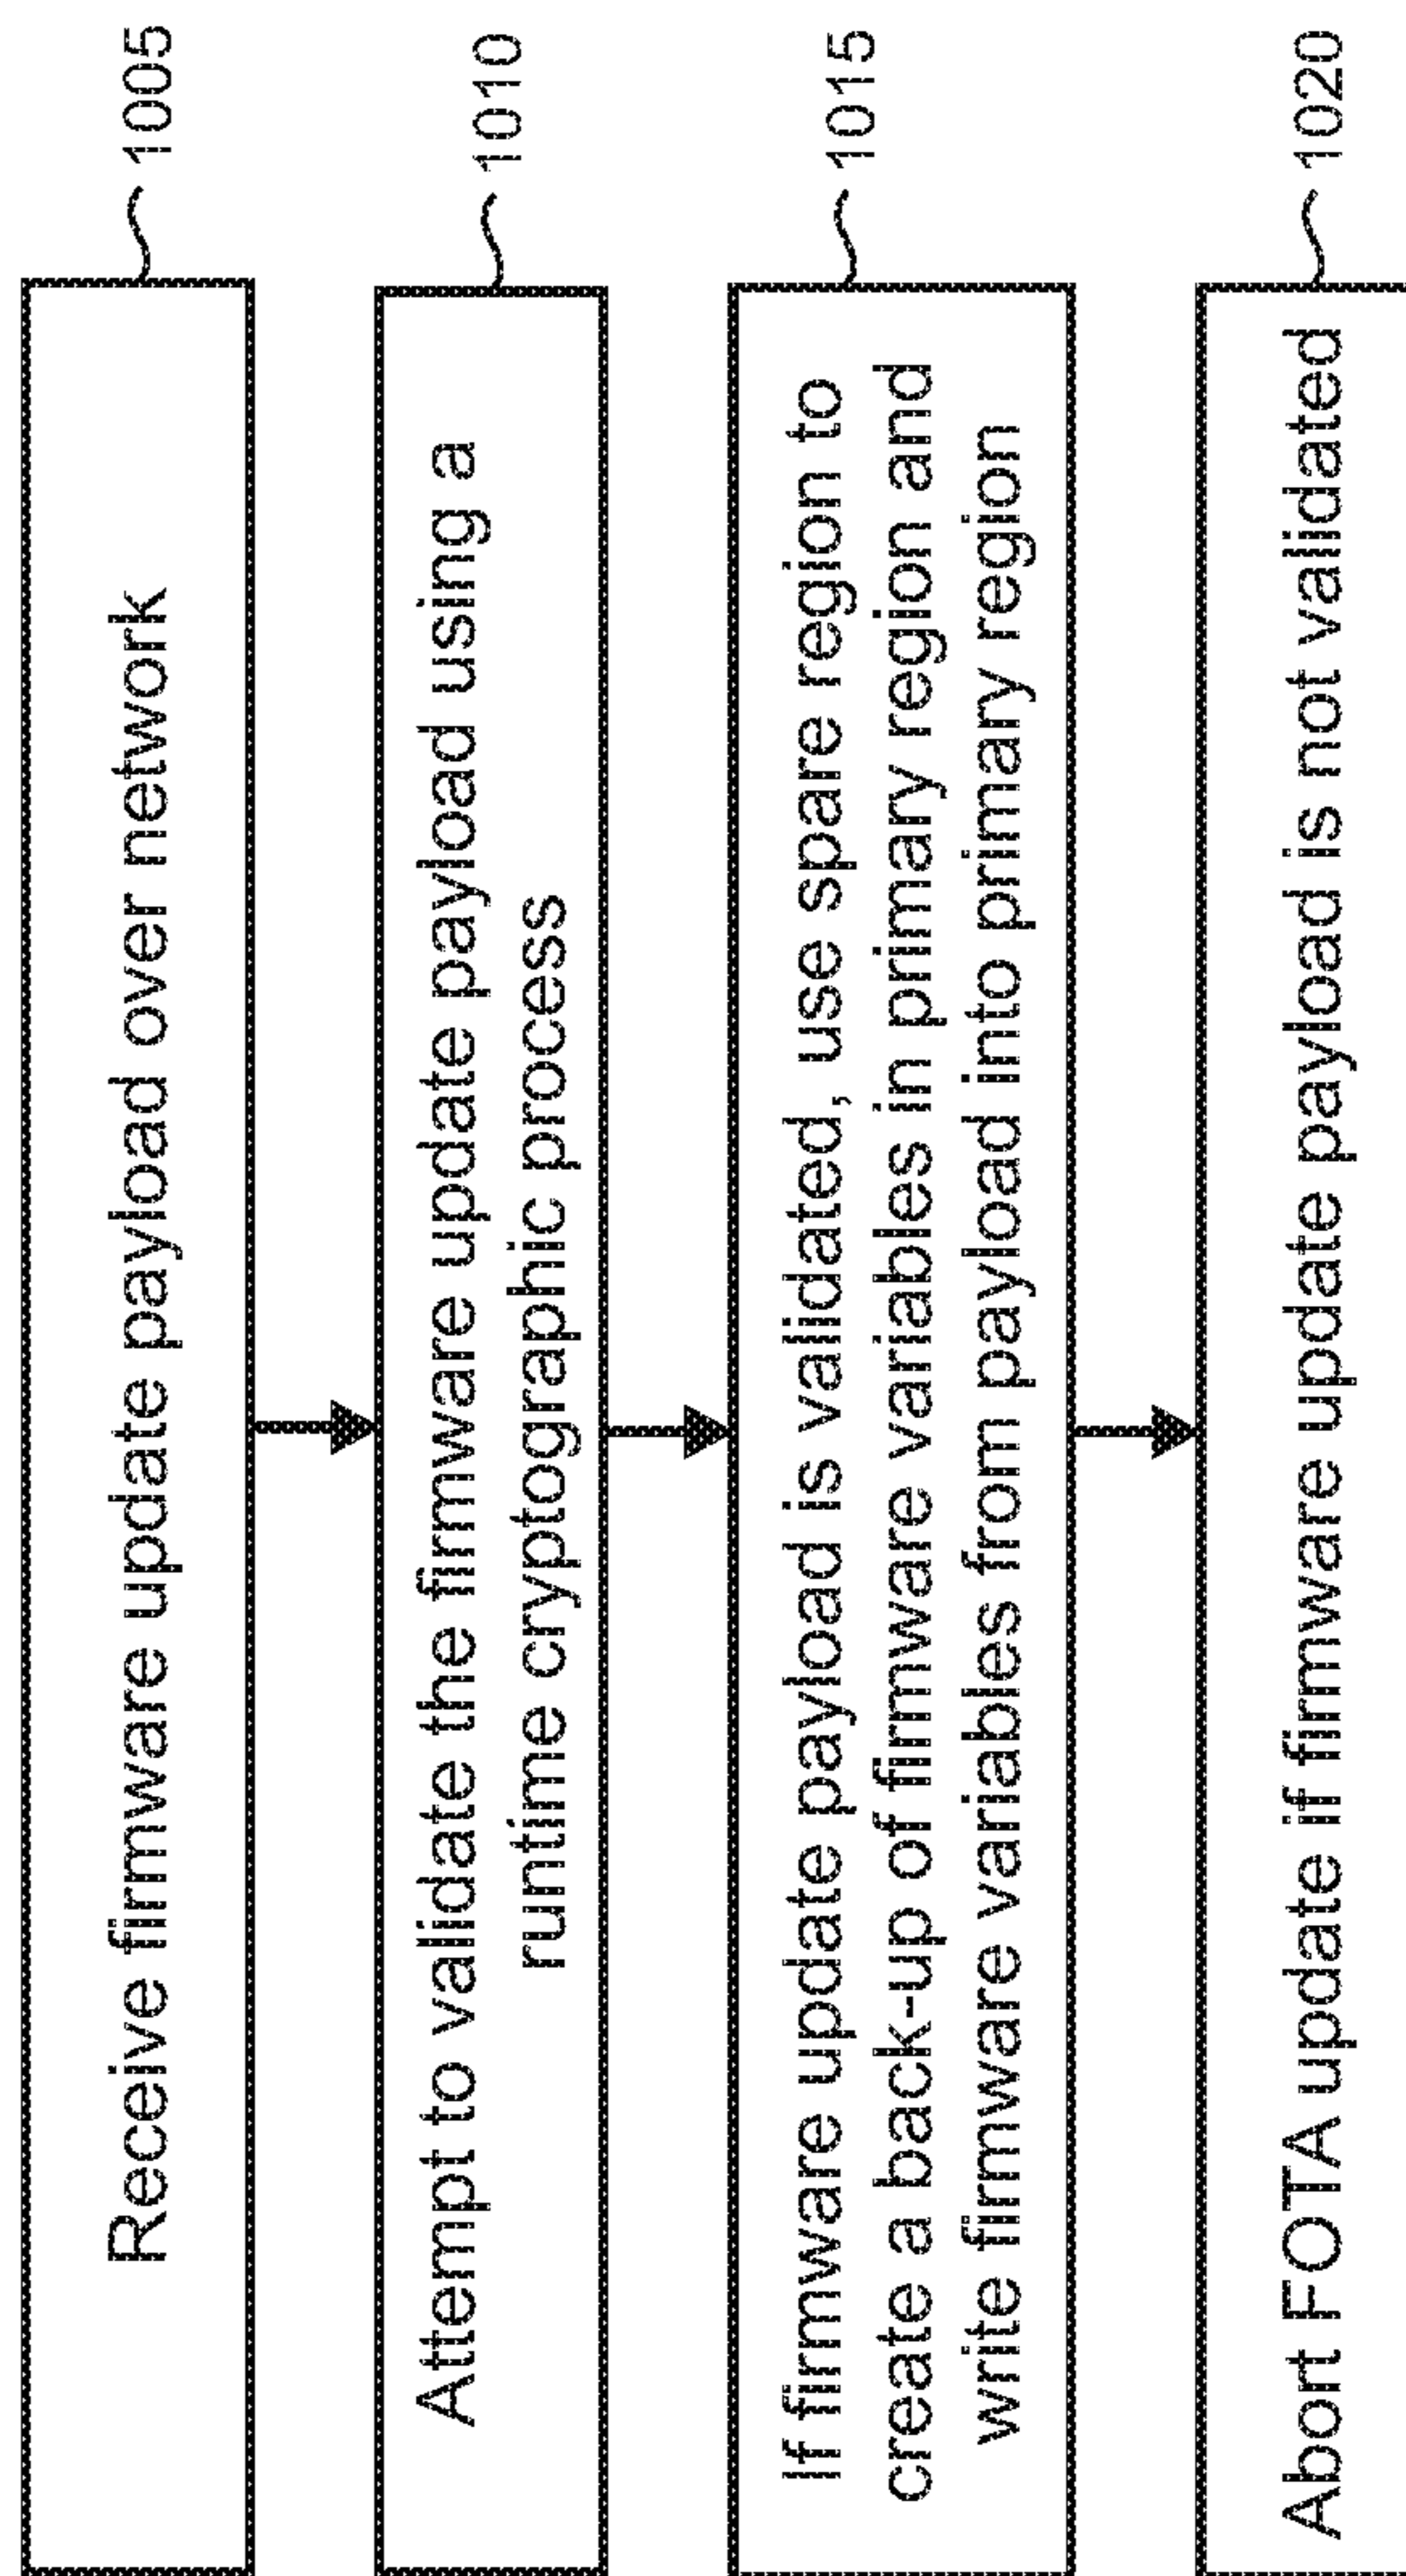 Receive firmware update payload over network
1005
Attempt to validate the firmware update payload using a
runtime cryptographic process
1010
If firmware update payload is validated, use spare region to
create a back-up of firmware variables in primary region and
write firmware variables from payload into primary region
1015
Abort FOTA update if firmware update payload is not validated
1020